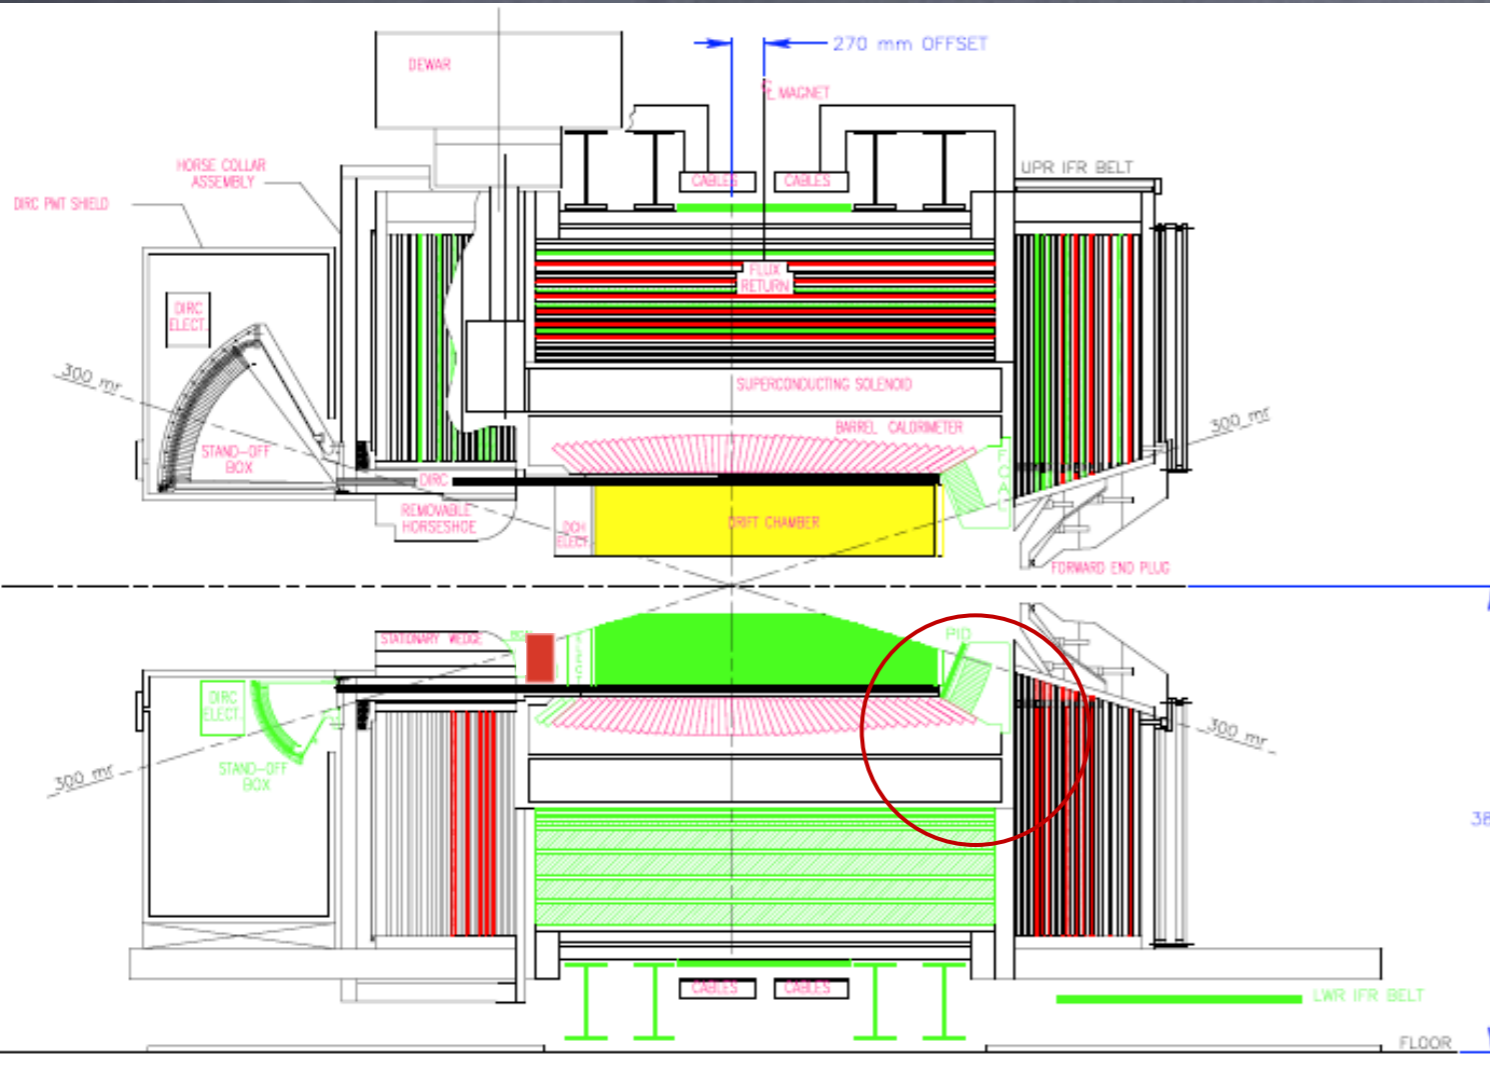 270 mm OFFSET
DEWAR
℄ MAGNET
HORSE COLLAR
ASSEMBLY
CABLES
CABLES
UPR IFR BELT
DIRC PMT SHIELD
FLUX
RETURN
DIRC
ELECT.
300 mr
SUPERCONDUCTING SOLENOID
300 mr
BARREL CALORIMETER
STAND-OFF
BOX
DIRC
REMOVABLE
HORSESHOE
DCH
ELECT.
DRIFT CHAMBER
FORWARD END PLUG
STATIONARY WEDGE
PID
DIRC
ELECT.
300 mr
STAND-OFF
BOX
300 mr
38
CABLES
CABLES
LWR IFR BELT
FLOOR